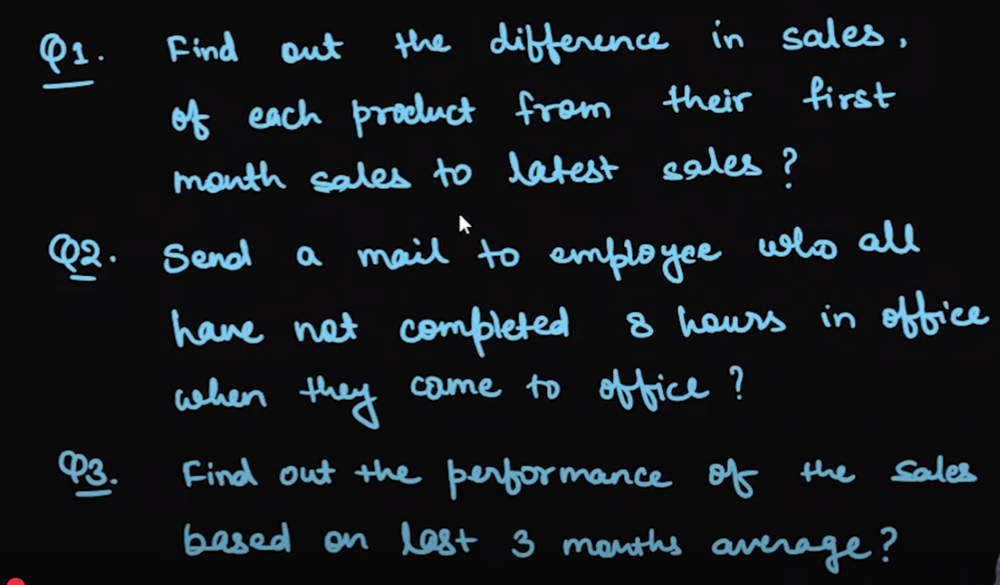 Q1. Find out the difference in sales,
of each product from their first
month sales to latest sales ?
Q2. Send a mail to employee who all
have not completed 8 hours in office
when they came to office ?
Q3. Find out the performance of the sales
based on last 3 months average ?